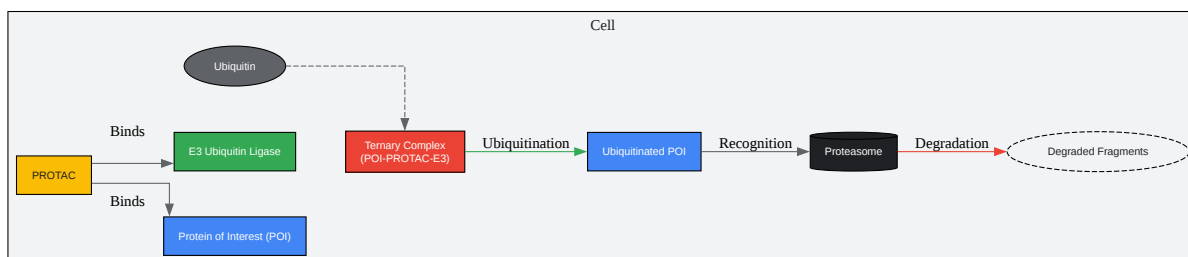 Cell
Ubiquitin
Binds
E3 Ubiquitin Ligase
Ternary Complex
(POI-PROTAC-E3)
Ubiquitination
Ubiquitinated POI
Recognition
Proteasome
Degradation
Degraded Fragments
PROTAC
Binds
Protein of Interest (POI)